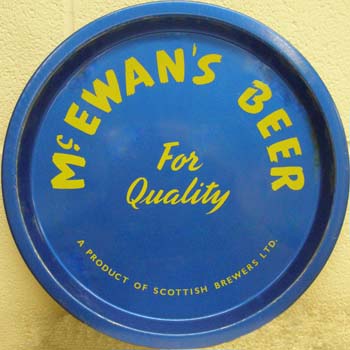 McEWAN'S BEER
For
Quality
A PRODUCT OF SCOTTISH BREWERS LTD.